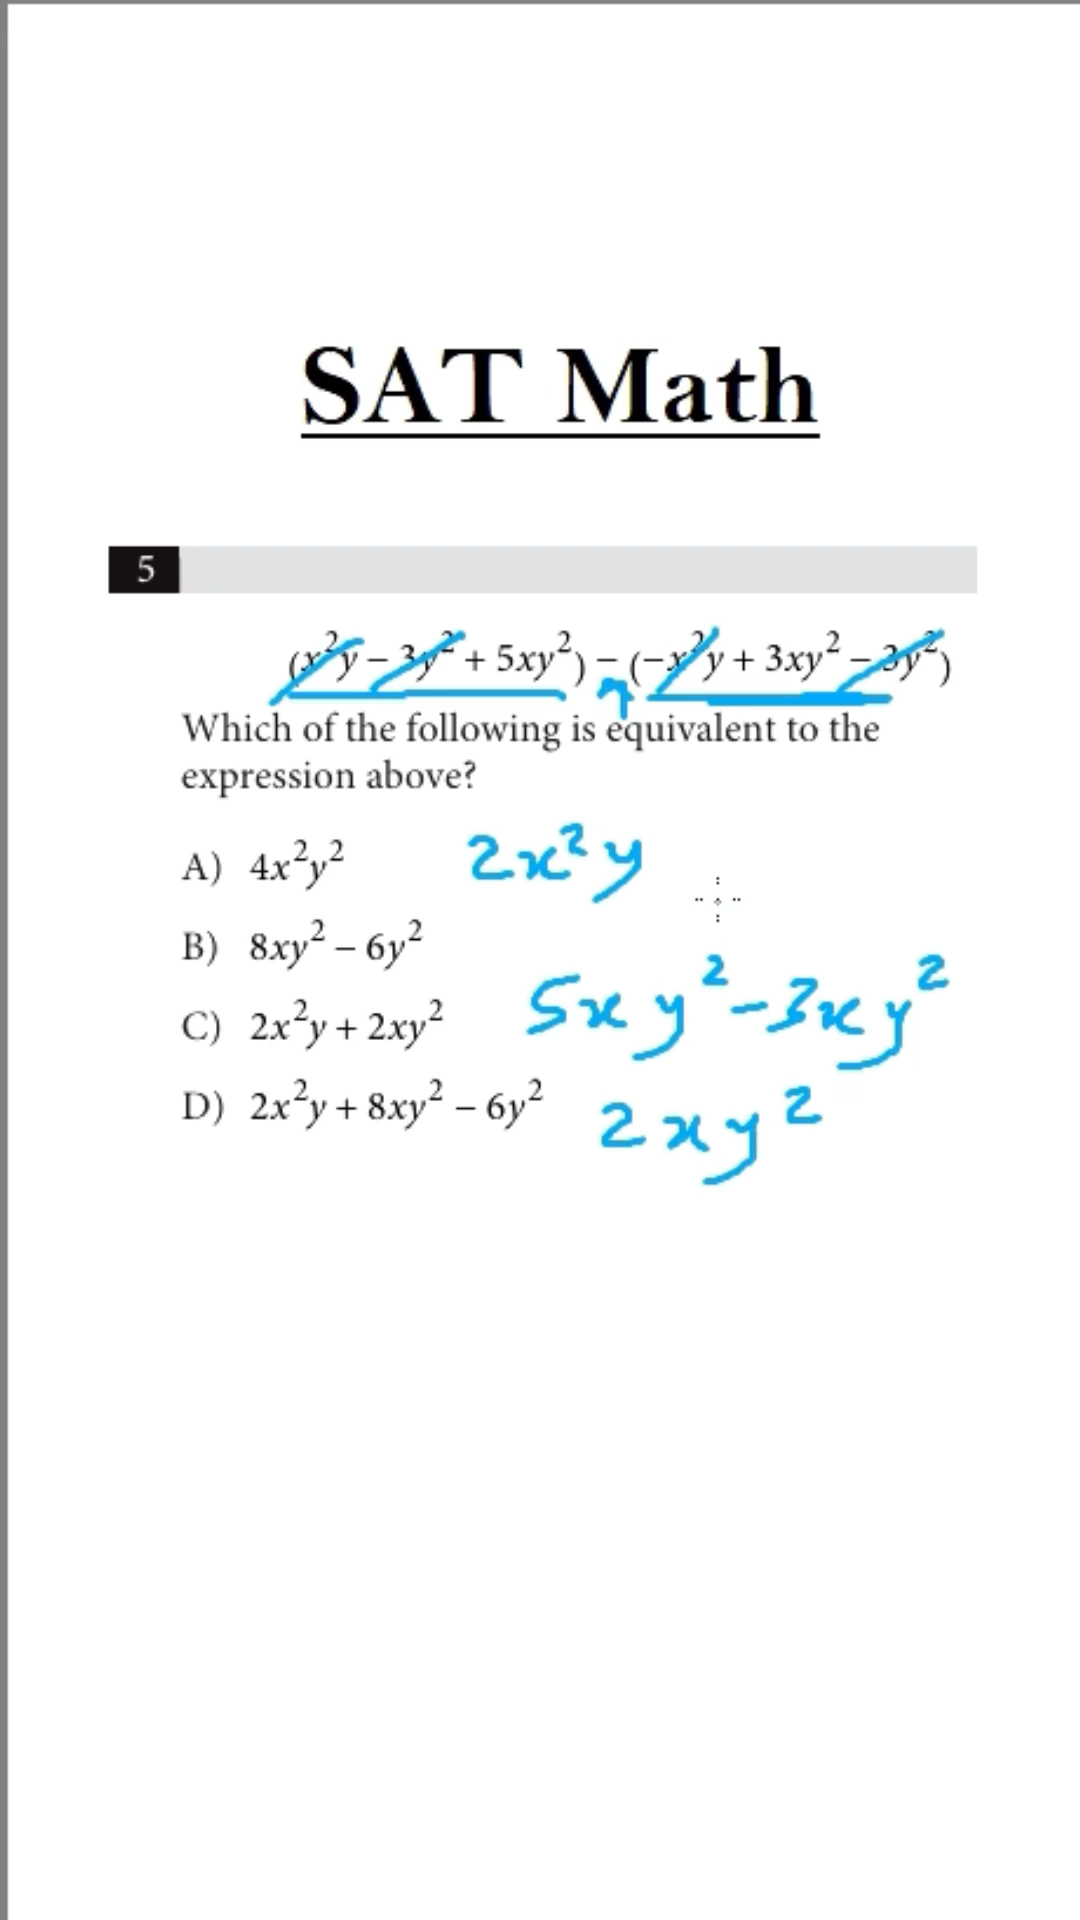 SAT Math
5
(x²y – 3y² + 5xy²) – (–x²y + 3xy² – 3y²)
Which of the following is equivalent to the
expression above?
A) 4x²y²
2x²y
B) 8xy² – 6y²
5xy²-3xy²
C) 2x²y + 2xy²
D) 2x²y + 8xy² – 6y²
2xy²